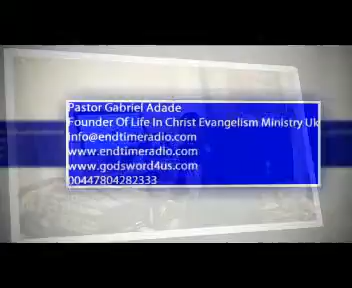 Pastor Gabriel Adade
Founder Of Life In Christ Evangelism Ministry Uk
Info@endtimeradio.com
www.endtimeradio.com
www.godsword4us.com
00447804282333